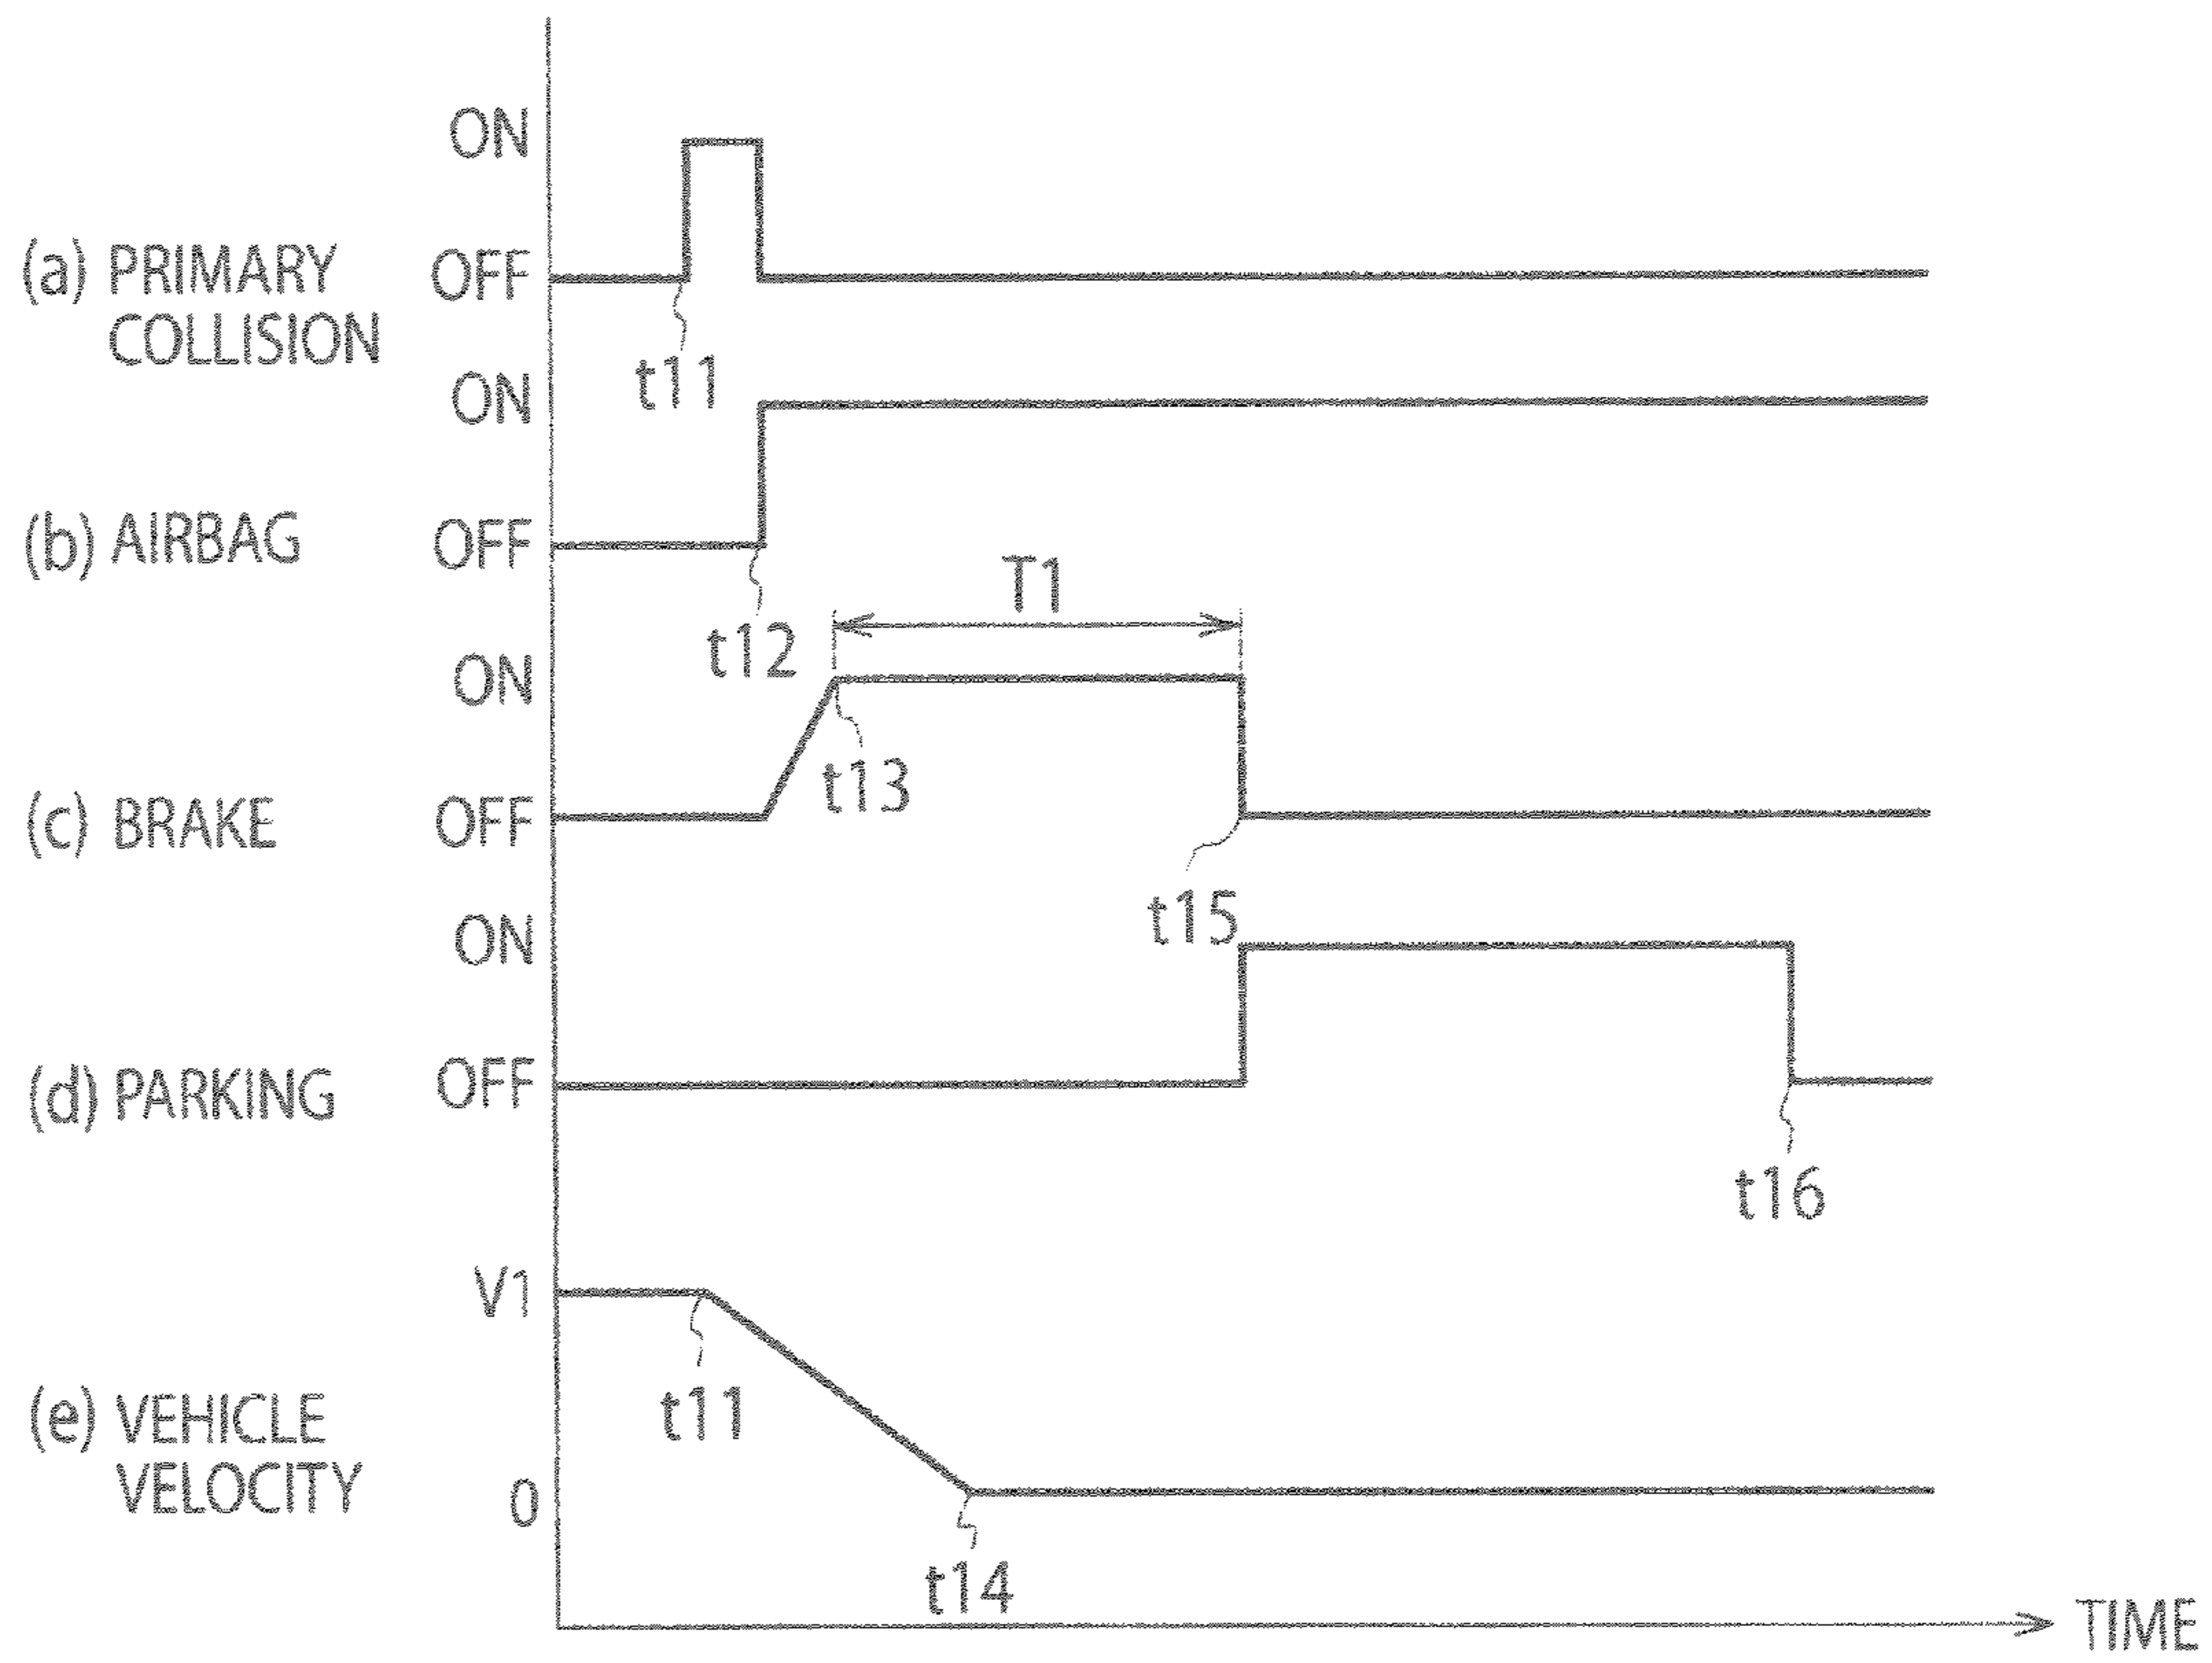 ON
(a) PRIMARY
COLLISION
OFF
t11
ON
(b) AIRBAG
OFF
t12
T1
ON
t13
(c) BRAKE
OFF
t15
ON
(d) PARKING
OFF
t16
V1
t11
(e) VEHICLE
VELOCITY
0
t14
TIME